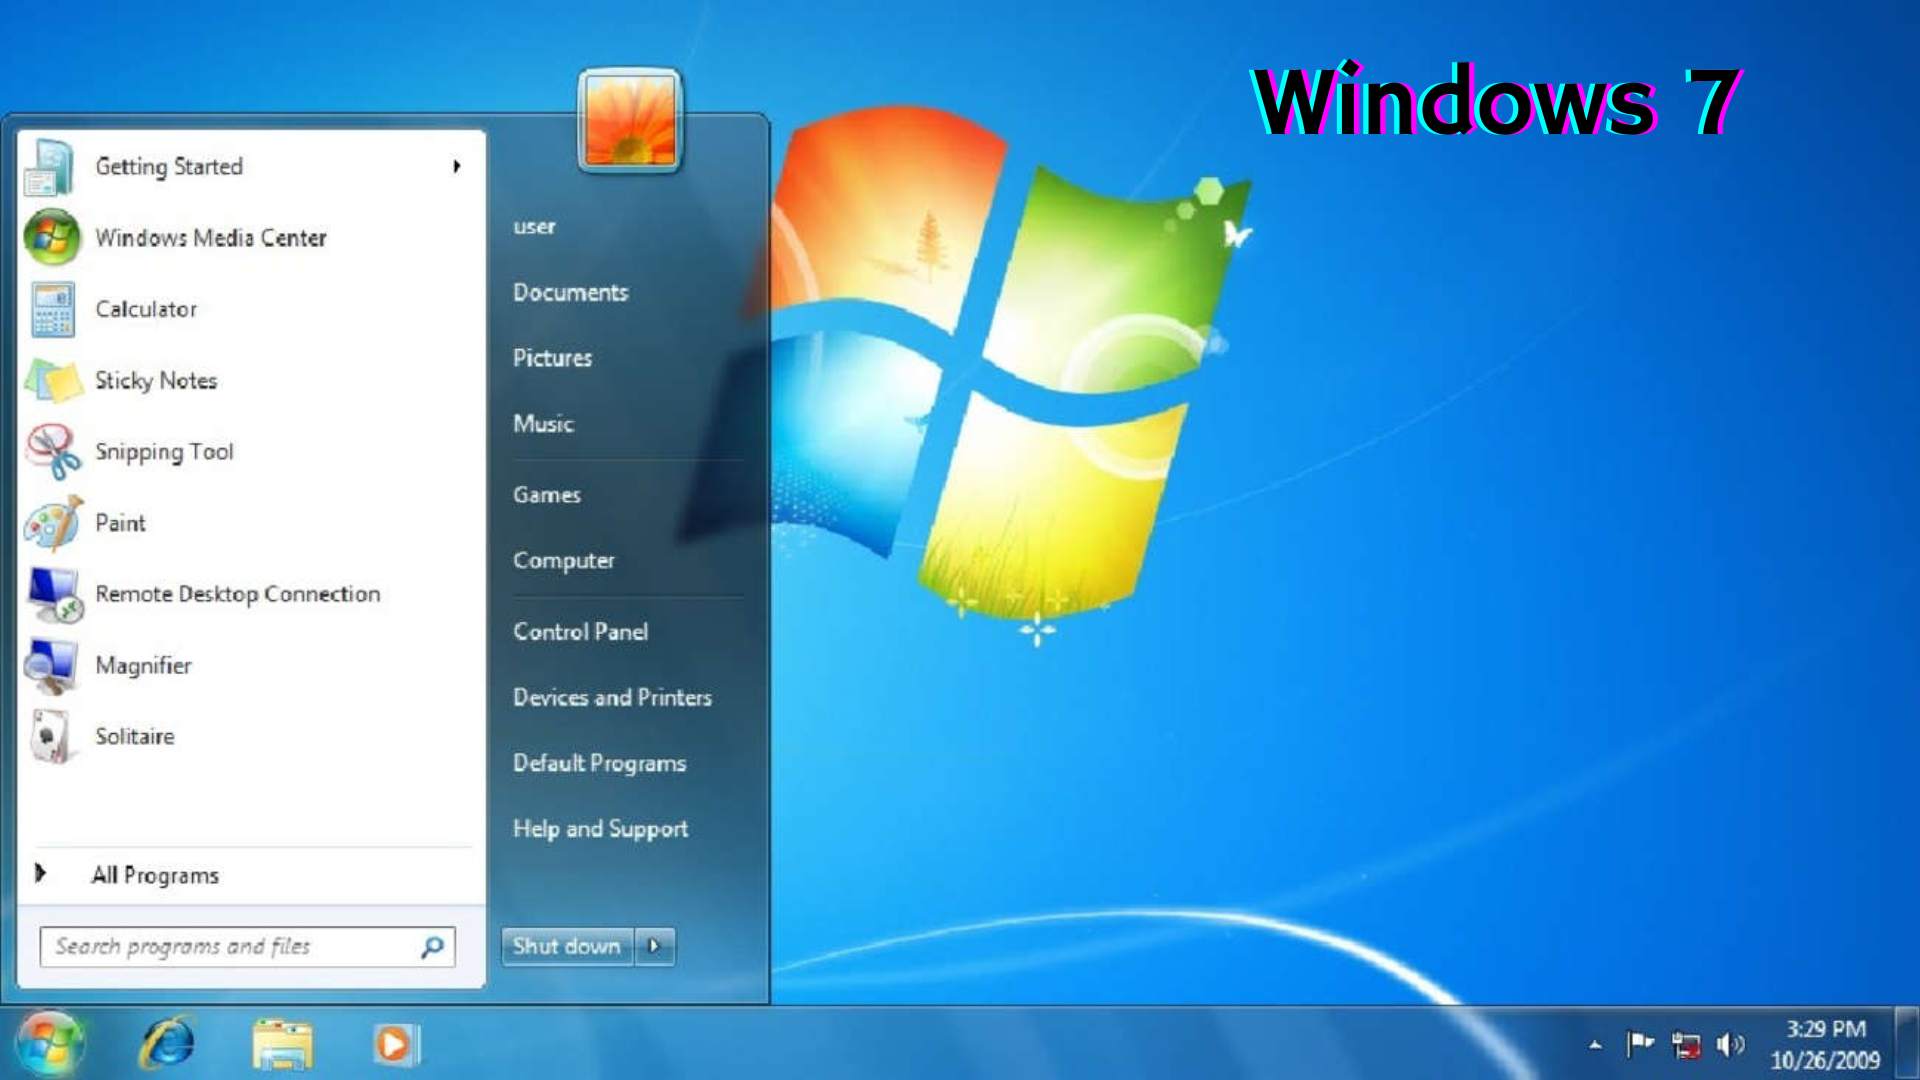 Windows 7
Getting Started
Windows Media Center
Calculator
Sticky Notes
Snipping Tool
Paint
Remote Desktop Connection
Magnifier
Solitaire
All Programs
Search programs and files
user
Documents
Pictures
Music
Games
Computer
Control Panel
Devices and Printers
Default Programs
Help and Support
Shut down
3:29 PM
10/26/2009